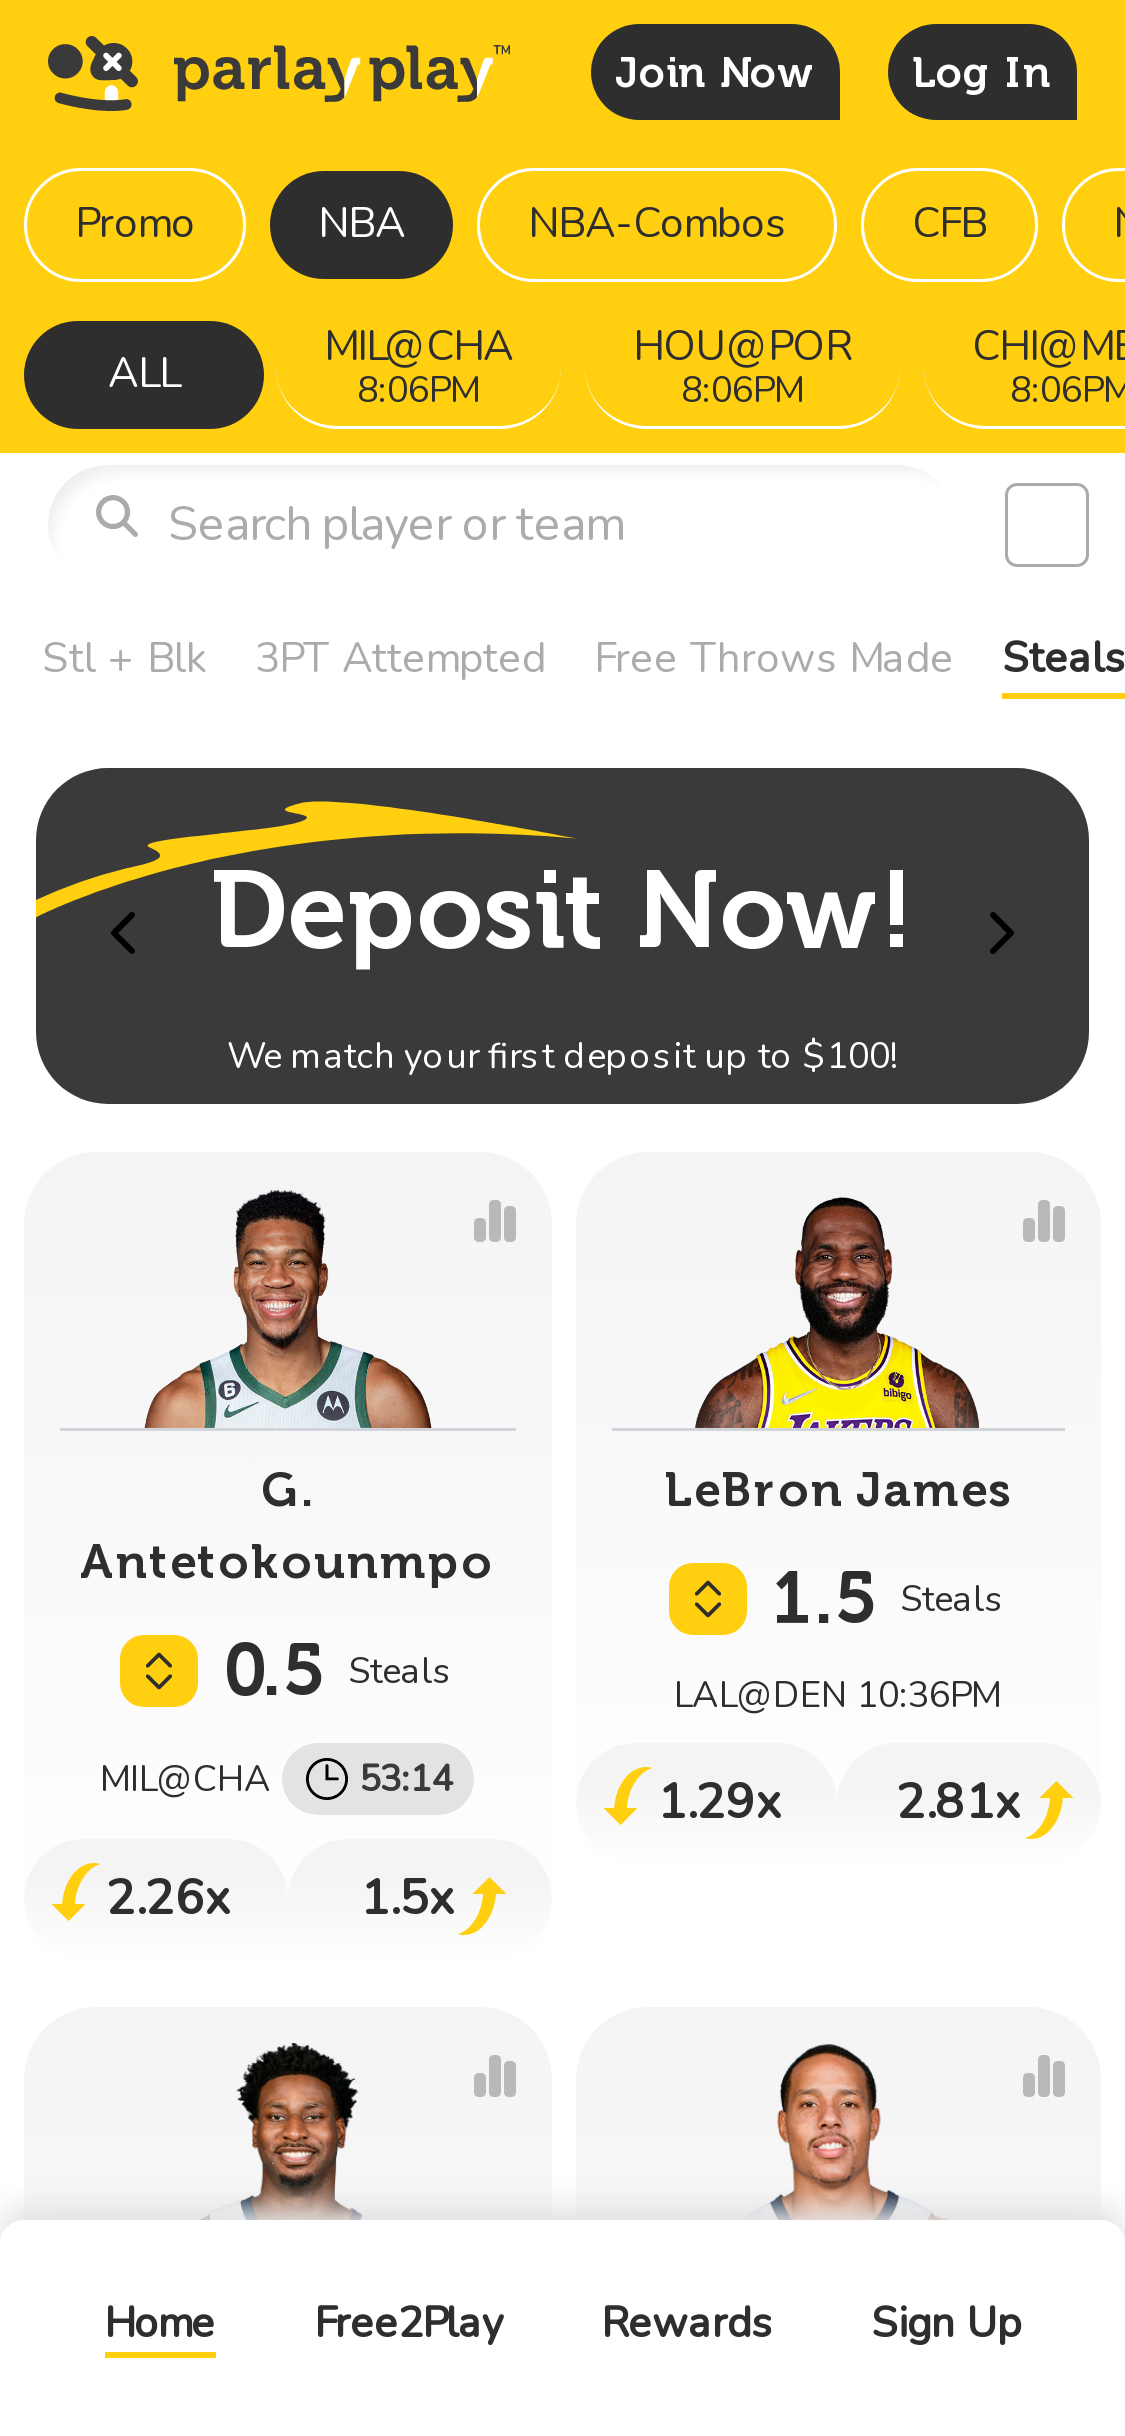 parlay play™
Join Now
Log In
Promo
NBA
NBA-Combos
CFB
ALL
MIL@CHA
8:06PM
HOU@POR
8:06PM
CHI@ME
8:06PM
Search player or team
Stl + Blk
3PT Attempted
Free Throws Made
Steals
Deposit Now!
We match your first deposit up to $100!
6
bibigo
LAKERS
G.
Antetokounmpo
0.5 Steals
MIL@CHA 53:14
2.26x
1.5x
LeBron James
1.5 Steals
LAL@DEN 10:36PM
1.29x
2.81x
Home
Free2Play
Rewards
Sign Up